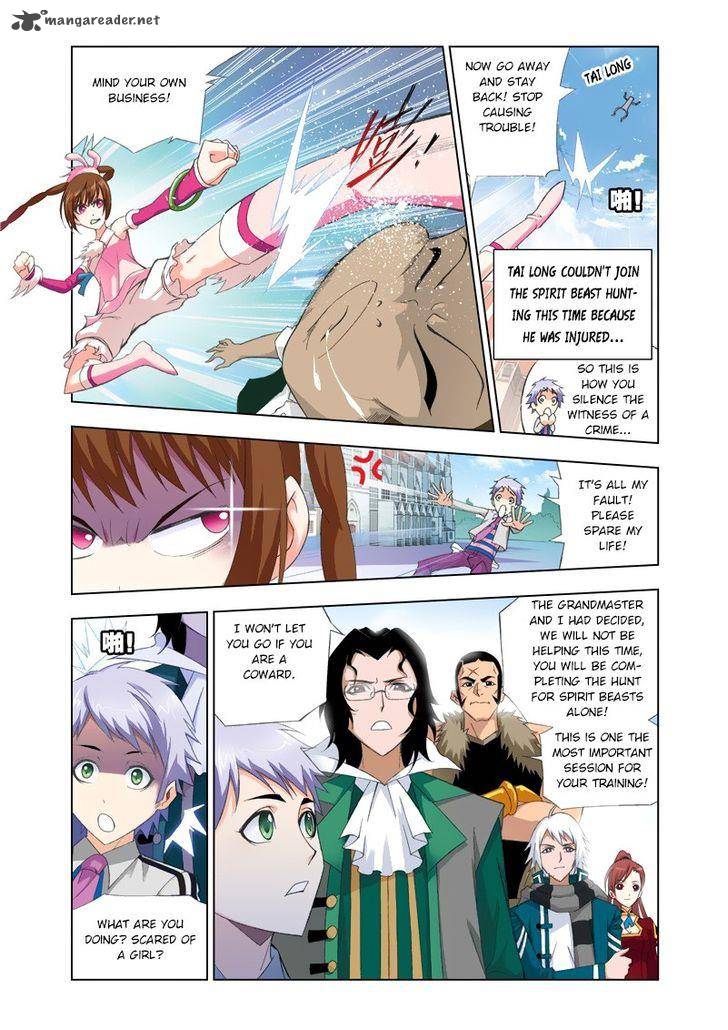 mangareader.net
MIND YOUR OWN
BUSINESS!
NOW GO AWAY
AND STAY
BACK! STOP
CAUSING
TROUBLE!
TAI LONG
啪!
TAI LONG COULDN'T JOIN
THE SPIRIT BEAST HUNT-
ING THIS TIME BECAUSE
HE WAS INJURED...
SO THIS IS
HOW YOU
SILENCE THE
WITNESS OF A
CRIME...
IT'S ALL MY
FAULT!
PLEASE
SPARE MY
LIFE!
啪!
WHAT ARE YOU
DOING? SCARED OF
A GIRL?
I WON'T LET
YOU GO IF YOU
ARE A
COWARD.
THE GRANDMASTER
AND I HAD DECIDED,
WE WILL NOT BE
HELPING THIS TIME,
YOU WILL BE COM-
PLETING THE HUNT
FOR SPIRIT BEASTS
ALONE!
THIS IS ONE THE
MOST IMPORTANT
SESSION FOR
YOUR TRAINING!